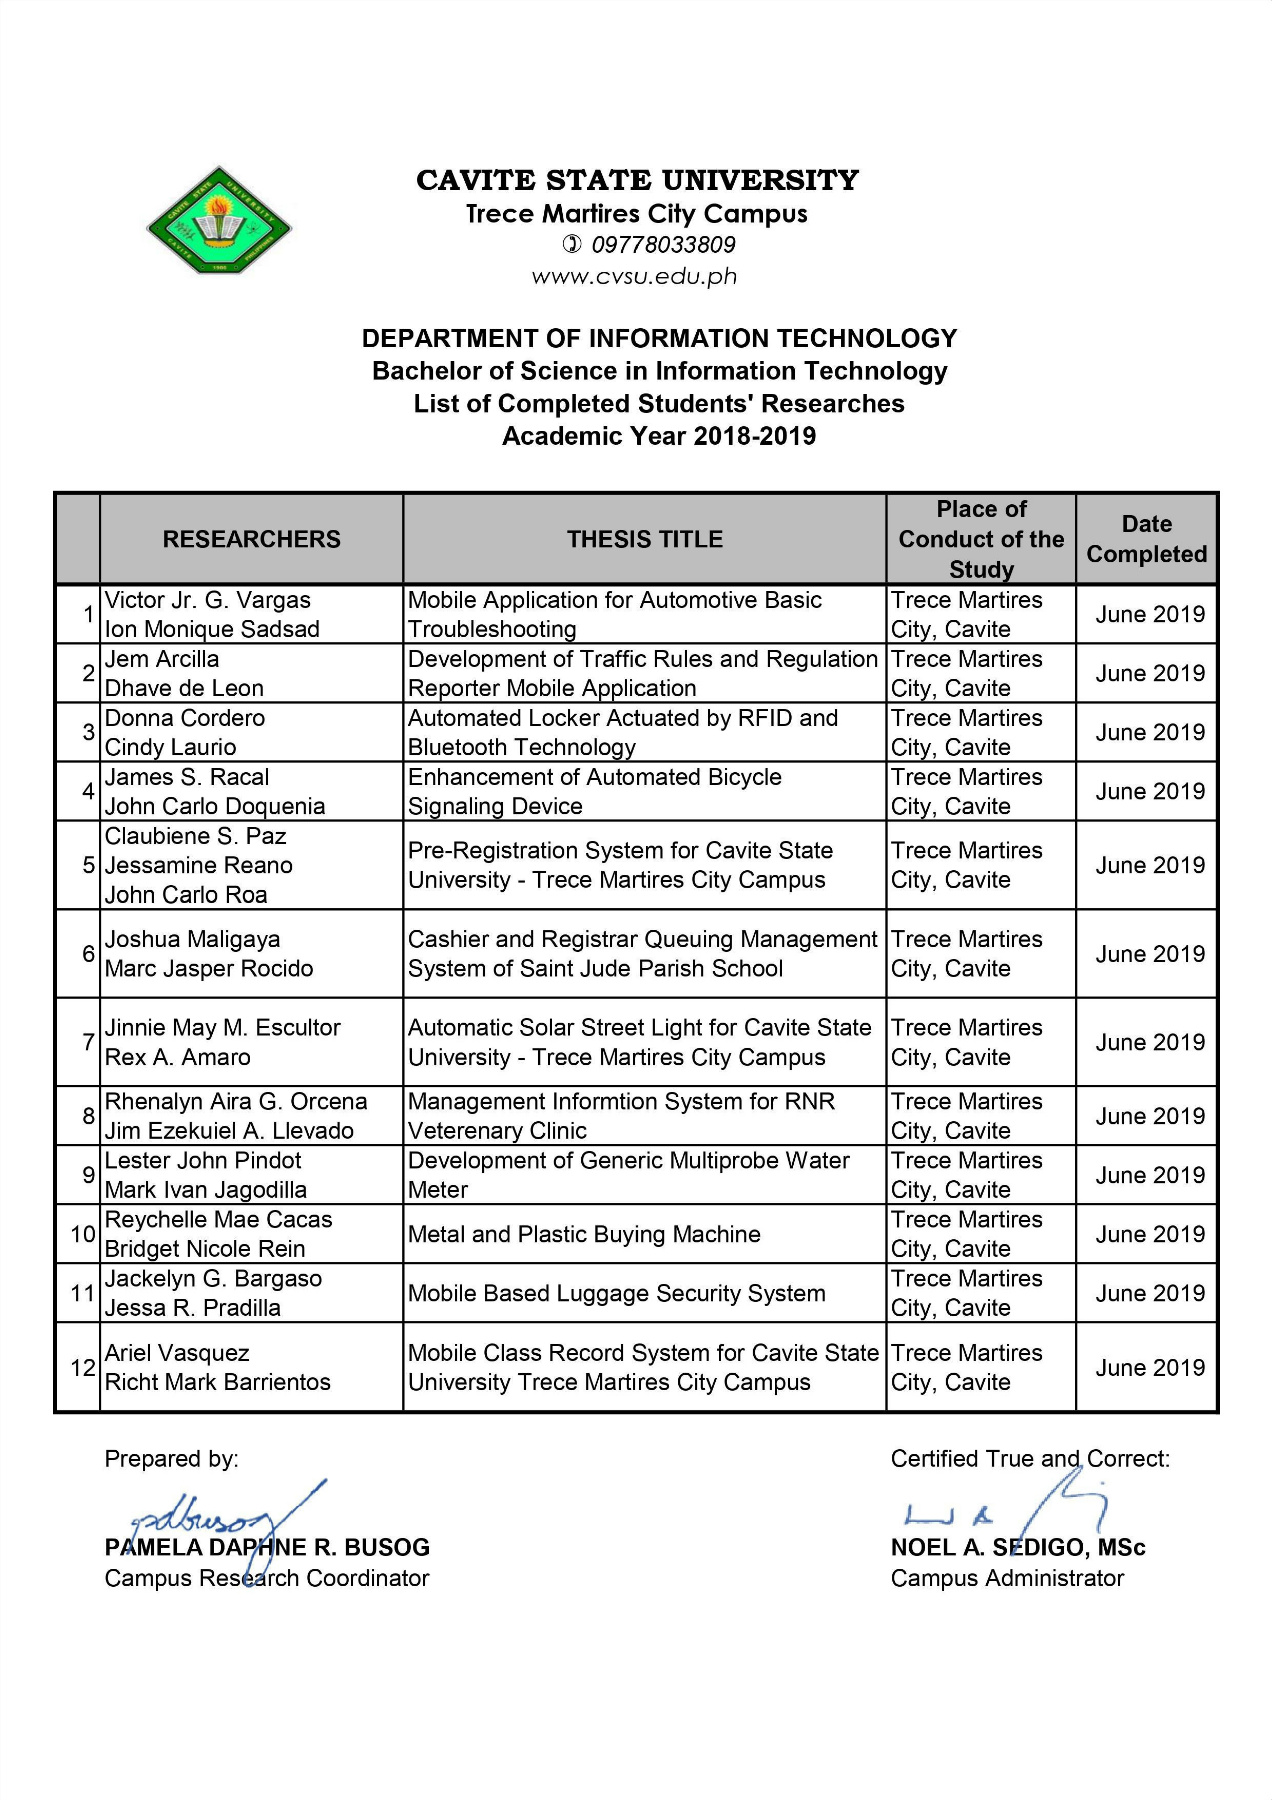 CAVITE STATE UNIVERSITY
Trece Martires City Campus
✆ 09778033809
www.cvsu.edu.ph
CAVITE STATE UNIVERSITY
CAVITE PHILIPPINES
1906
DEPARTMENT OF INFORMATION TECHNOLOGY
Bachelor of Science in Information Technology
List of Completed Students' Researches
Academic Year 2018-2019
RESEARCHERS
THESIS TITLE
Place of
Conduct of the
Study
Date
Completed
1
Victor Jr. G. Vargas
Ion Monique Sadsad
Mobile Application for Automotive Basic
Troubleshooting
Trece Martires
City, Cavite
June 2019
2
Jem Arcilla
Dhave de Leon
Development of Traffic Rules and Regulation
Reporter Mobile Application
Trece Martires
City, Cavite
June 2019
3
Donna Cordero
Cindy Laurio
Automated Locker Actuated by RFID and
Bluetooth Technology
Trece Martires
City, Cavite
June 2019
4
James S. Racal
John Carlo Doquenia
Enhancement of Automated Bicycle
Signaling Device
Trece Martires
City, Cavite
June 2019
5
Claubiene S. Paz
Jessamine Reano
John Carlo Roa
Pre-Registration System for Cavite State
University - Trece Martires City Campus
Trece Martires
City, Cavite
June 2019
6
Joshua Maligaya
Marc Jasper Rocido
Cashier and Registrar Queuing Management
System of Saint Jude Parish School
Trece Martires
City, Cavite
June 2019
7
Jinnie May M. Escultor
Rex A. Amaro
Automatic Solar Street Light for Cavite State
University - Trece Martires City Campus
Trece Martires
City, Cavite
June 2019
8
Rhenalyn Aira G. Orcena
Jim Ezekuiel A. Llevado
Management Informtion System for RNR
Veterenary Clinic
Trece Martires
City, Cavite
June 2019
9
Lester John Pindot
Mark Ivan Jagodilla
Development of Generic Multiprobe Water
Meter
Trece Martires
City, Cavite
June 2019
10
Reychelle Mae Cacas
Bridget Nicole Rein
Metal and Plastic Buying Machine
Trece Martires
City, Cavite
June 2019
11
Jackelyn G. Bargaso
Jessa R. Pradilla
Mobile Based Luggage Security System
Trece Martires
City, Cavite
June 2019
12
Ariel Vasquez
Richt Mark Barrientos
Mobile Class Record System for Cavite State
University Trece Martires City Campus
Trece Martires
City, Cavite
June 2019
Prepared by:
pdbusog
PAMELA DAPHNE R. BUSOG
Campus Research Coordinator
Certified True and Correct:
NOEL A. SEDIGO, MSc
Campus Administrator